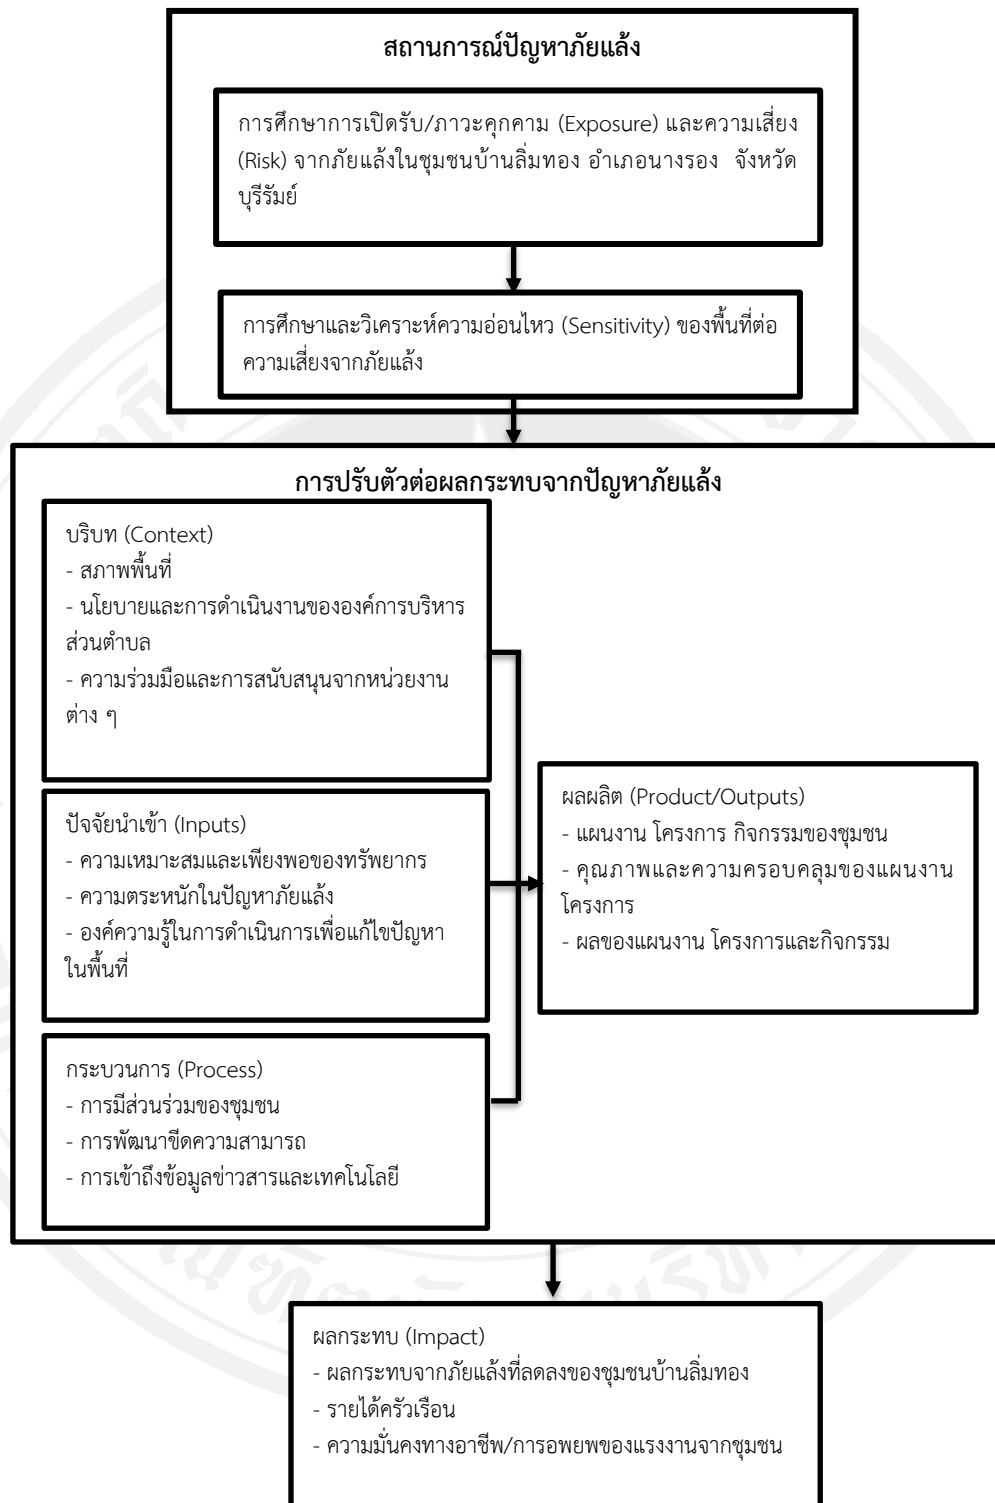 สถานการณ์ปัญหาภัยแล้ง
การศึกษาการเปิดรับ/ภาวะคุกคาม (Exposure) และความเสี่ยง
(Risk) จากภัยแล้งในชุมชนบ้านลิ่มทอง อำเภอนางรอง จังหวัด
บุรีรัมย์
การศึกษาและวิเคราะห์ความอ่อนไหว (Sensitivity) ของพื้นที่ต่อ
ความเสี่ยงจากภัยแล้ง
การปรับตัวต่อผลกระทบจากปัญหาภัยแล้ง
บริบท (Context)
- สภาพพื้นที่
- นโยบายและการดำเนินงานขององค์การบริหาร
ส่วนตำบล
- ความร่วมมือและการสนับสนุนจากหน่วยงาน
ต่าง ๆ
ปัจจัยนำเข้า (Inputs)
- ความเหมาะสมและเพียงพอของทรัพยากร
- ความตระหนักในปัญหาภัยแล้ง
- องค์ความรู้ในการดำเนินการเพื่อแก้ไขปัญหา
ในพื้นที่
กระบวนการ (Process)
- การมีส่วนร่วมของชุมชน
- การพัฒนาขีดความสามารถ
- การเข้าถึงข้อมูลข่าวสารและเทคโนโลยี
ผลผลิต (Product/Outputs)
- แผนงาน โครงการ กิจกรรมของชุมชน
- คุณภาพและความครอบคลุมของแผนงาน
โครงการ
- ผลของแผนงาน โครงการและกิจกรรม
ผลกระทบ (Impact)
- ผลกระทบจากภัยแล้งที่ลดลงของชุมชนบ้านลิ่มทอง
- รายได้ครัวเรือน
- ความมั่นคงทางอาชีพ/การอพยพของแรงงานจากชุมชน